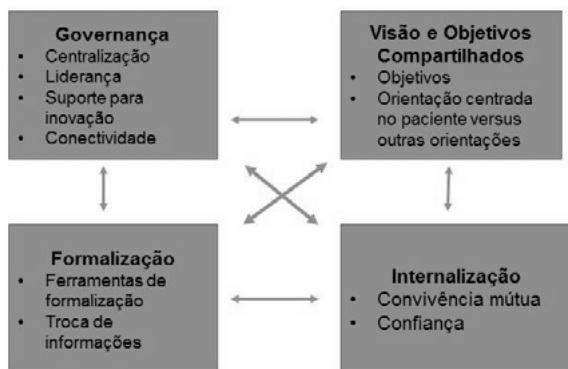 Governança
• Centralização
• Liderança
• Suporte para
inovação
• Conectividade
Visão e Objetivos
Compartilhados
• Objetivos
• Orientação centrada
no paciente versus
outras orientações
Formalização
• Ferramentas de
formalização
• Troca de
informações
Internalização
• Convivência mútua
• Confiança